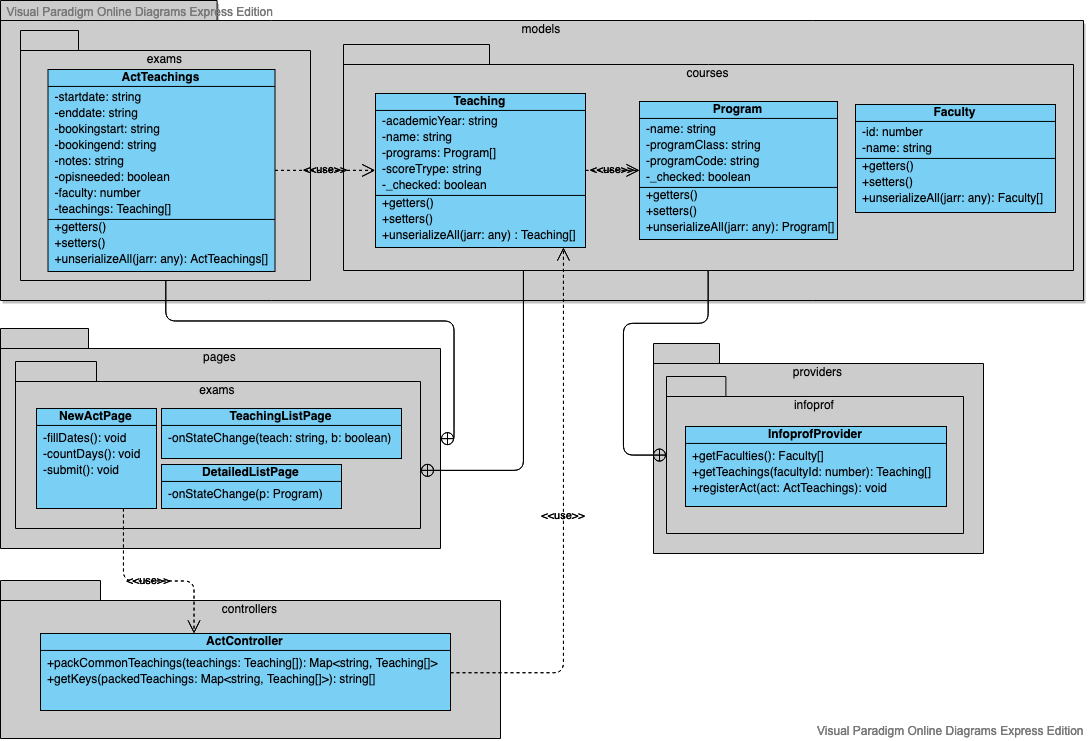 Visual Paradigm Online Diagrams Express Edition
models
exams
ActTeachings
-startdate: string
-enddate: string
-bookingstart: string
-bookingend: string
-notes: string
-opisneeded: boolean
-faculty: number
-teachings: Teaching[]
+getters()
+setters()
+unserializeAll(jarr: any): ActTeachings[]
<<use>>
courses
Teaching
-academicYear: string
-name: string
-programs: Program[]
-scoreTrype: string
-_checked: boolean
+getters()
+setters()
+unserializeAll(jarr: any) : Teaching[]
<<use>>
Program
-name: string
-programClass: string
-programCode: string
-_checked: boolean
+getters()
+setters()
+unserializeAll(jarr: any): Program[]
Faculty
-id: number
-name: string
+getters()
+setters()
+unserializeAll(jarr: any): Faculty[]
pages
exams
NewActPage
-fillDates(): void
-countDays(): void
-submit(): void
TeachingListPage
-onStateChange(teach: string, b: boolean)
DetailedListPage
-onStateChange(p: Program)
providers
infoprof
InfoprofProvider
+getFaculties(): Faculty[]
+getTeachings(facultyId: number): Teaching[]
+registerAct(act: ActTeachings): void
<<use>>
<<use>>
controllers
ActController
+packCommonTeachings(teachings: Teaching[]): Map<string, Teaching[]>
+getKeys(packedTeachings: Map<string, Teaching[]>): string[]
Visual Paradigm Online Diagrams Express Edition